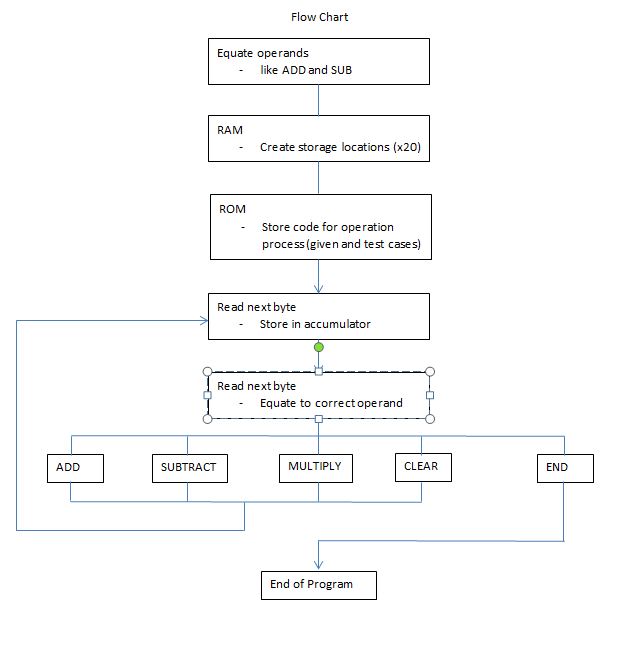 Flow Chart
Equate operands
- like ADD and SUB
RAM
- Create storage locations (x20)
ROM
- Store code for operation
process(given and test cases)
Read next byte
- Store in accumulator
Read next byte
- Equate to correct operand
ADD SUBTRACT MULTIPLY CLEAR END
End of Program